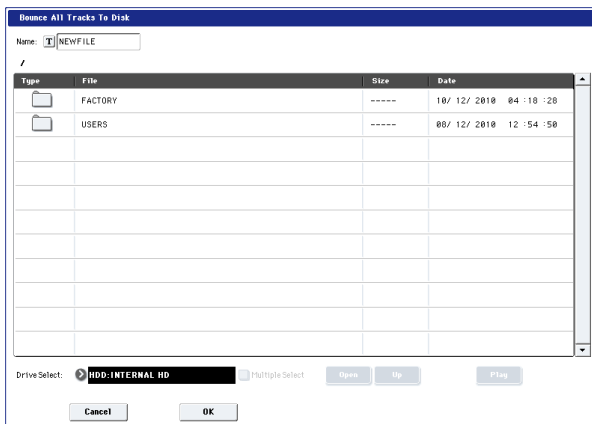 Bounce All Tracks To Disk
Name: T NEWFILE
/
Type File Size Date
FACTORY ----- 10/ 12/ 2010 04 :18 :28
USERS ----- 08/ 12/ 2010 12 :54 :50
Drive Select: HDD:INTERNAL HD Multiple Select Open Up Play
Cancel OK